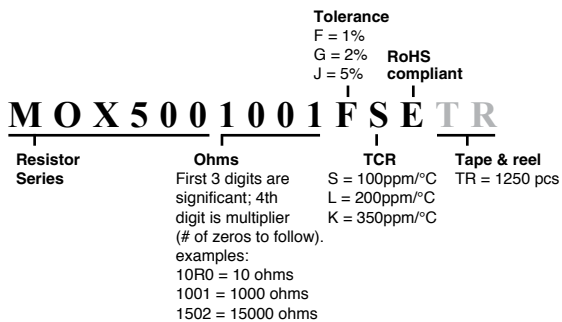 Tolerance
F = 1%
G = 2%
J = 5%
RoHS
compliant
MOX5001001FSETR
Resistor
Series
Ohms
First 3 digits are
significant; 4th
digit is multiplier
(# of zeros to follow).
examples:
10R0 = 10 ohms
1001 = 1000 ohms
1502 = 15000 ohms
TCR
S = 100ppm/°C
L = 200ppm/°C
K = 350ppm/°C
Tape & reel
TR = 1250 pcs